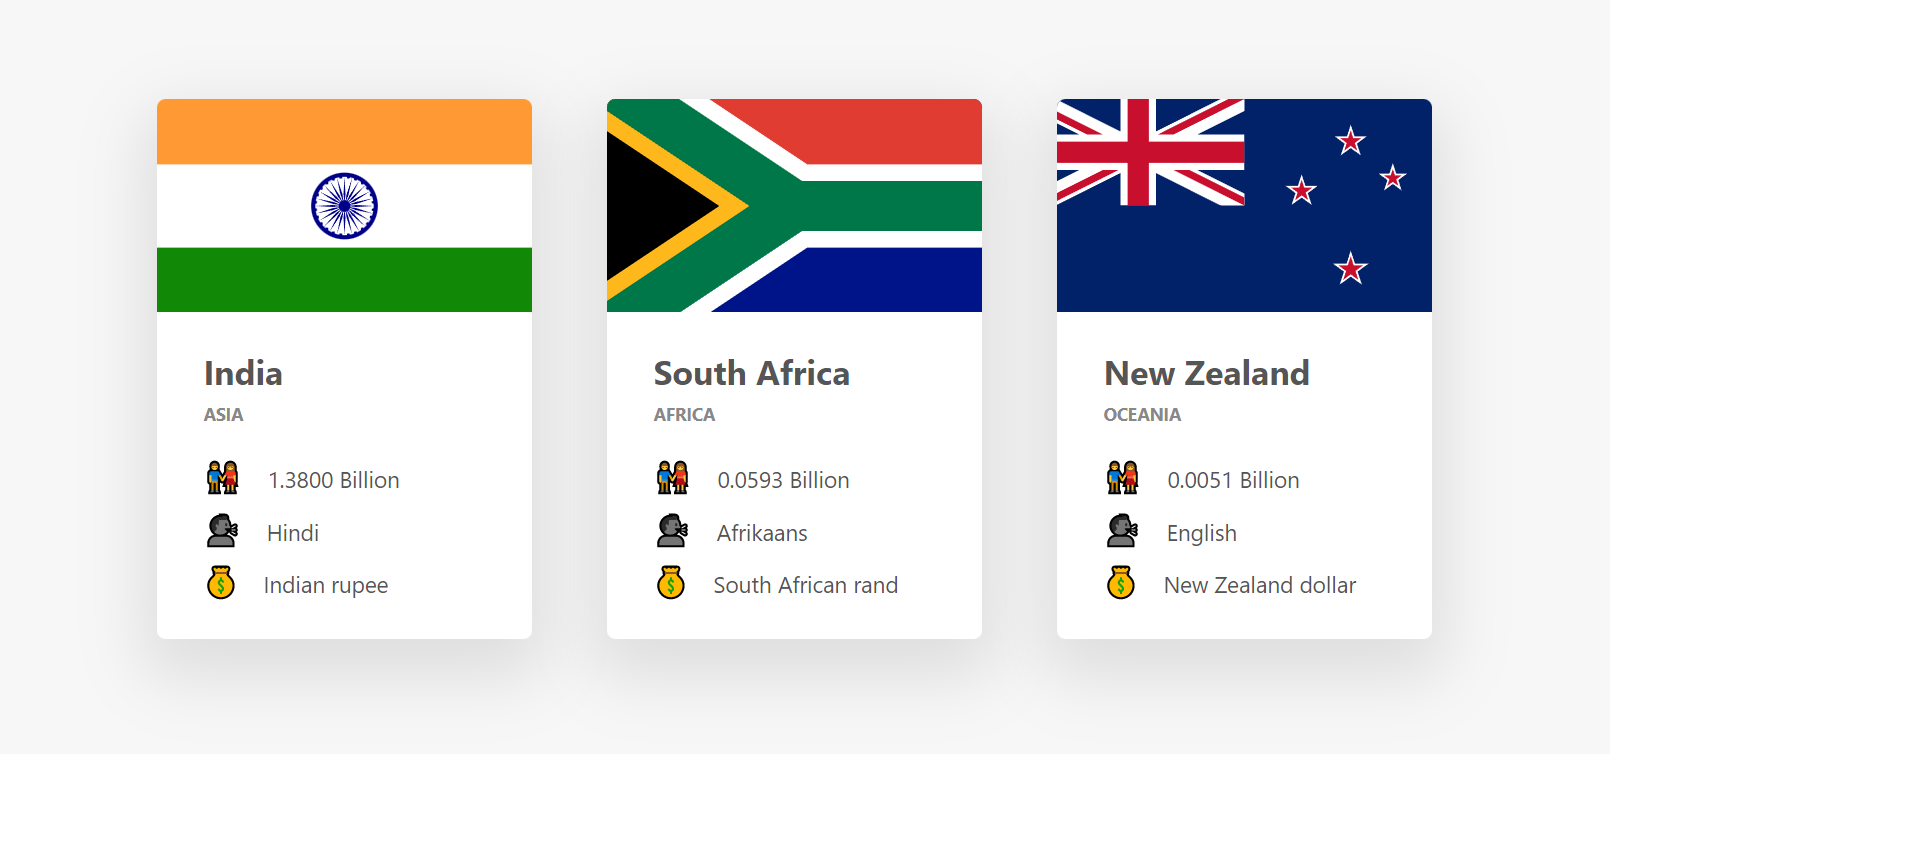 India
ASIA
1.3800 Billion
Hindi
Indian rupee
South Africa
AFRICA
0.0593 Billion
Afrikaans
South African rand
New Zealand
OCEANIA
0.0051 Billion
English
New Zealand dollar